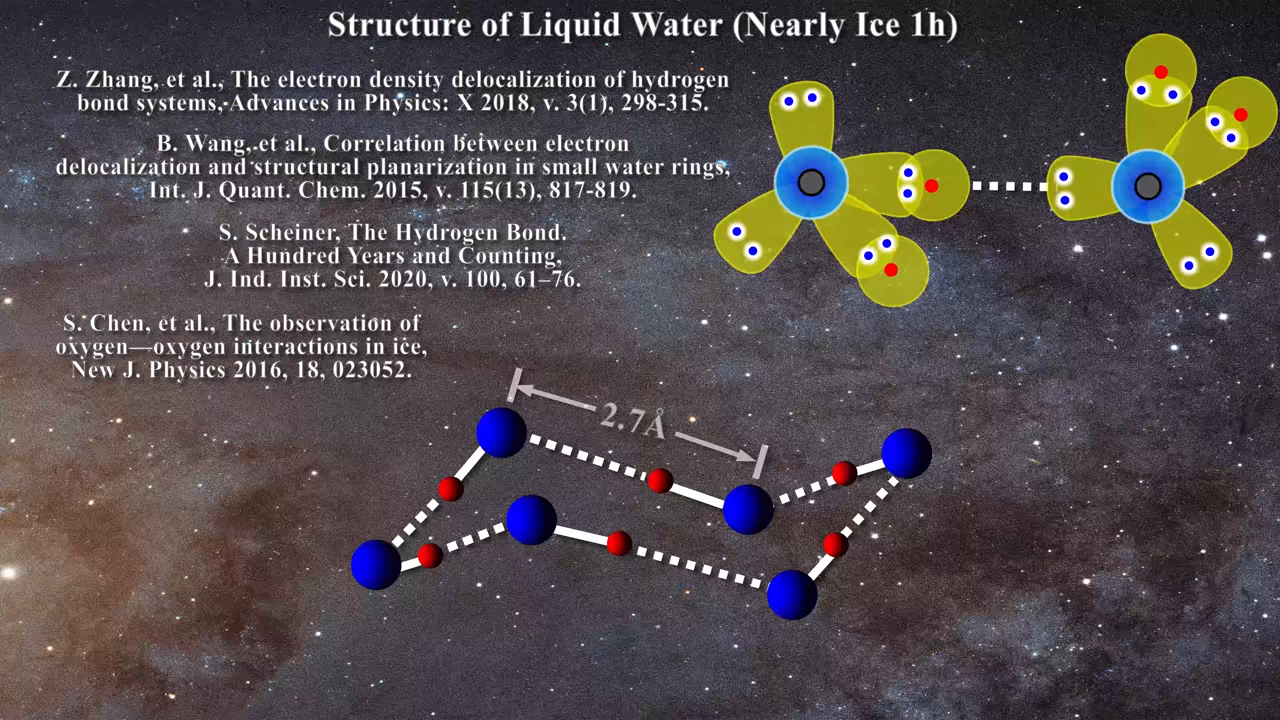 Structure of Liquid Water (Nearly Ice 1h)
Z. Zhang, et al., The electron density delocalization of hydrogen
bond systems, Advances in Physics: X 2018, v. 3(1), 298-315.
B. Wang, et al., Correlation between electron
delocalization and structural planarization in small water rings,
Int. J. Quant. Chem. 2015, v. 115(13), 817-819.
S. Scheiner, The Hydrogen Bond.
A Hundred Years and Counting,
J. Ind. Inst. Sci. 2020, v. 100, 61–76.
S. Chen, et al., The observation of
oxygen—oxygen interactions in ice,
New J. Physics 2016, 18, 023052.
2.7Å